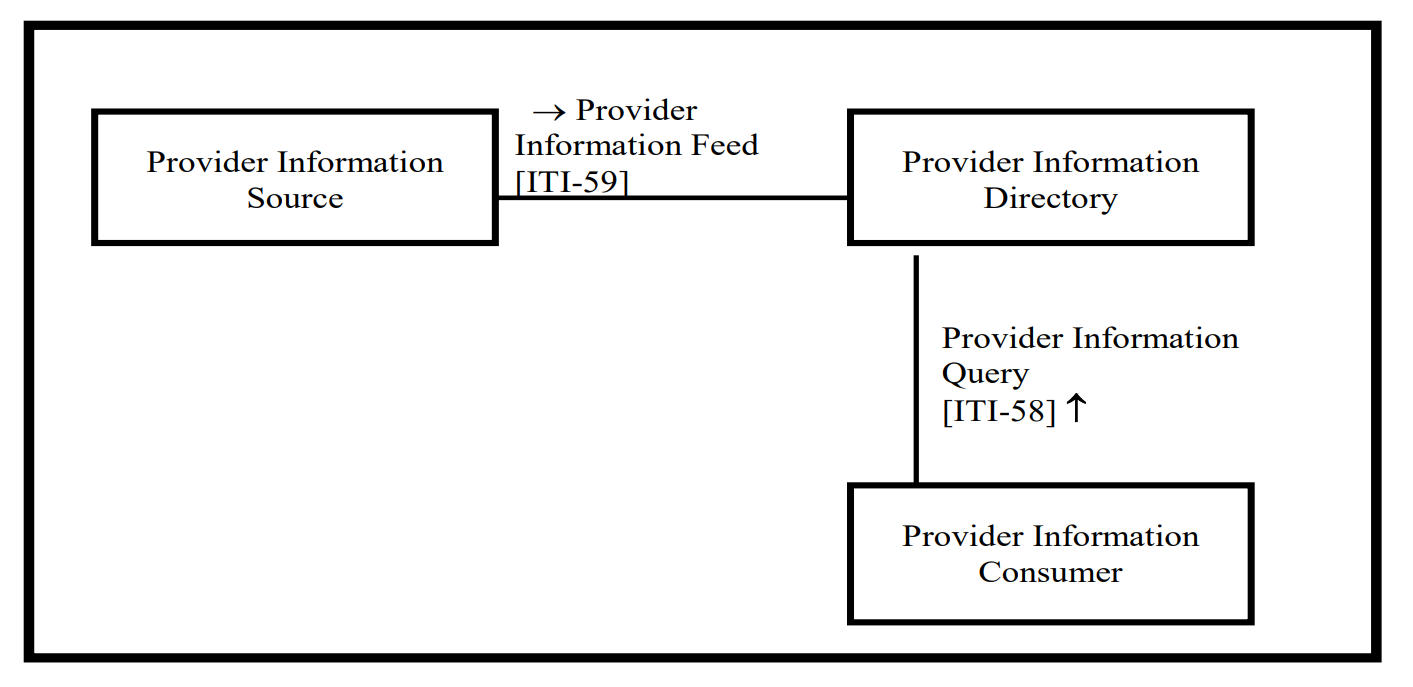 → Provider
Information Feed
[ITI-59]
Provider Information
Source
Provider Information
Directory
Provider Information
Query
[ITI-58] ↑
Provider Information
Consumer